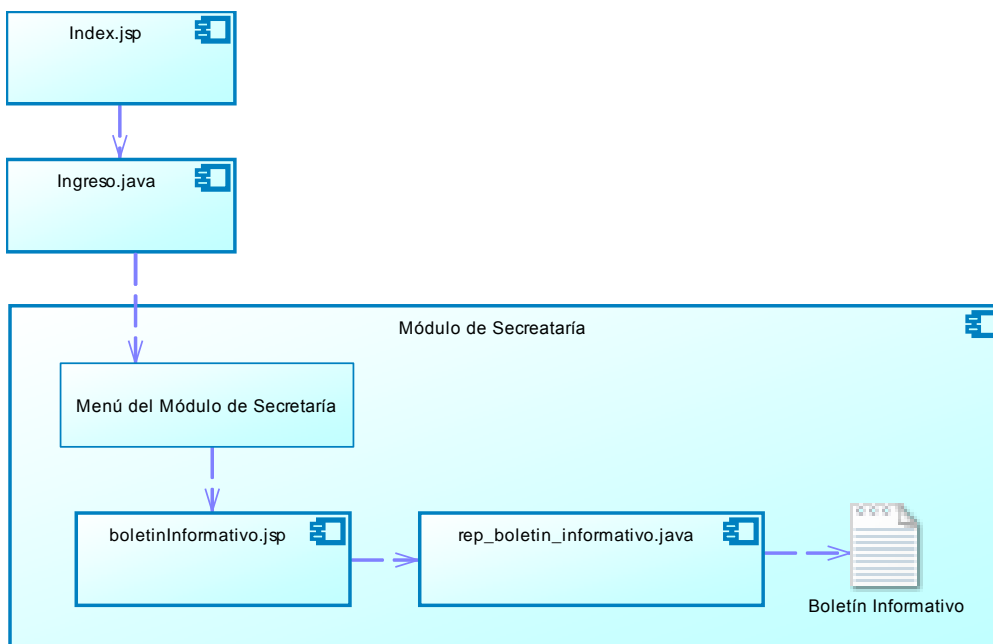 Index.jsp
Ingreso.java
Módulo de Secreataría
Menú del Módulo de Secretaría
boletinInformativo.jsp
rep_boletin_informativo.java
Boletín Informativo